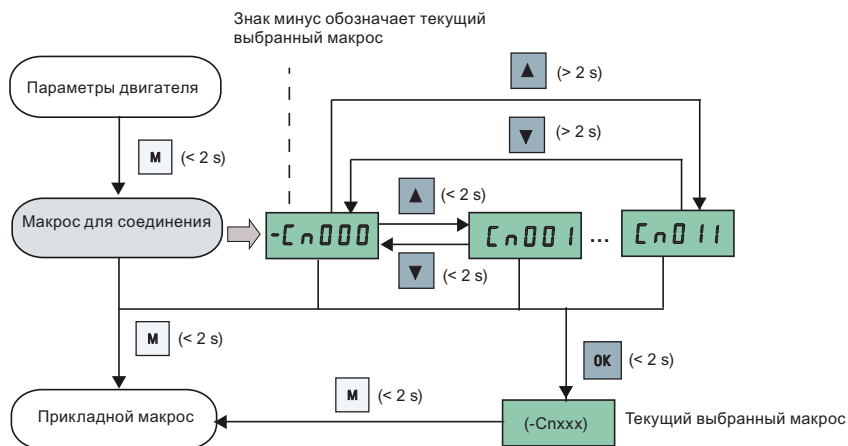 Знак минус обозначает текущий
выбранный макрос
▲ (> 2 s)
Параметры двигателя
▼ (> 2 s)
M (< 2 s)
▲ (< 2 s)
Макрос для соединения
-Cn000
Cn001
...
Cn011
▼ (< 2 s)
M (< 2 s)
OK (< 2 s)
M (< 2 s)
Прикладной макрос
(-Cnxxx)
Текущий выбранный макрос